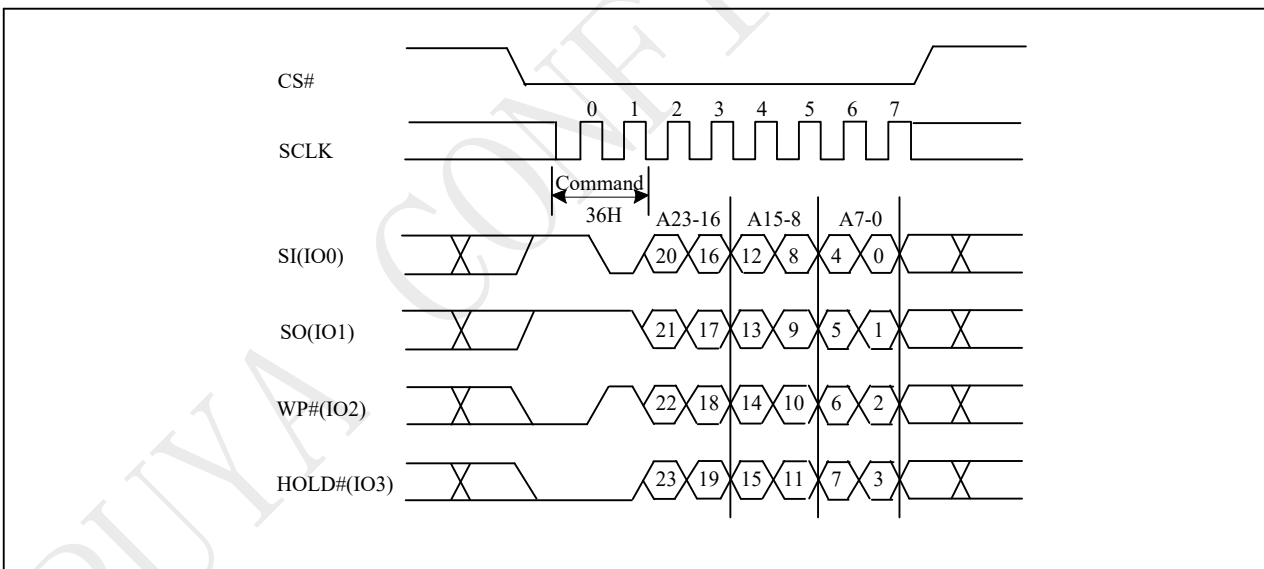 PUYA CONF
CS#
0 1 2 3 4 5 6 7
SCLK
Command
36H
A23-16 A15-8 A7-0
SI(IO0) 20 16 12 8 4 0
SO(IO1) 21 17 13 9 5 1
WP#(IO2) 22 18 14 10 6 2
HOLD#(IO3) 23 19 15 11 7 3